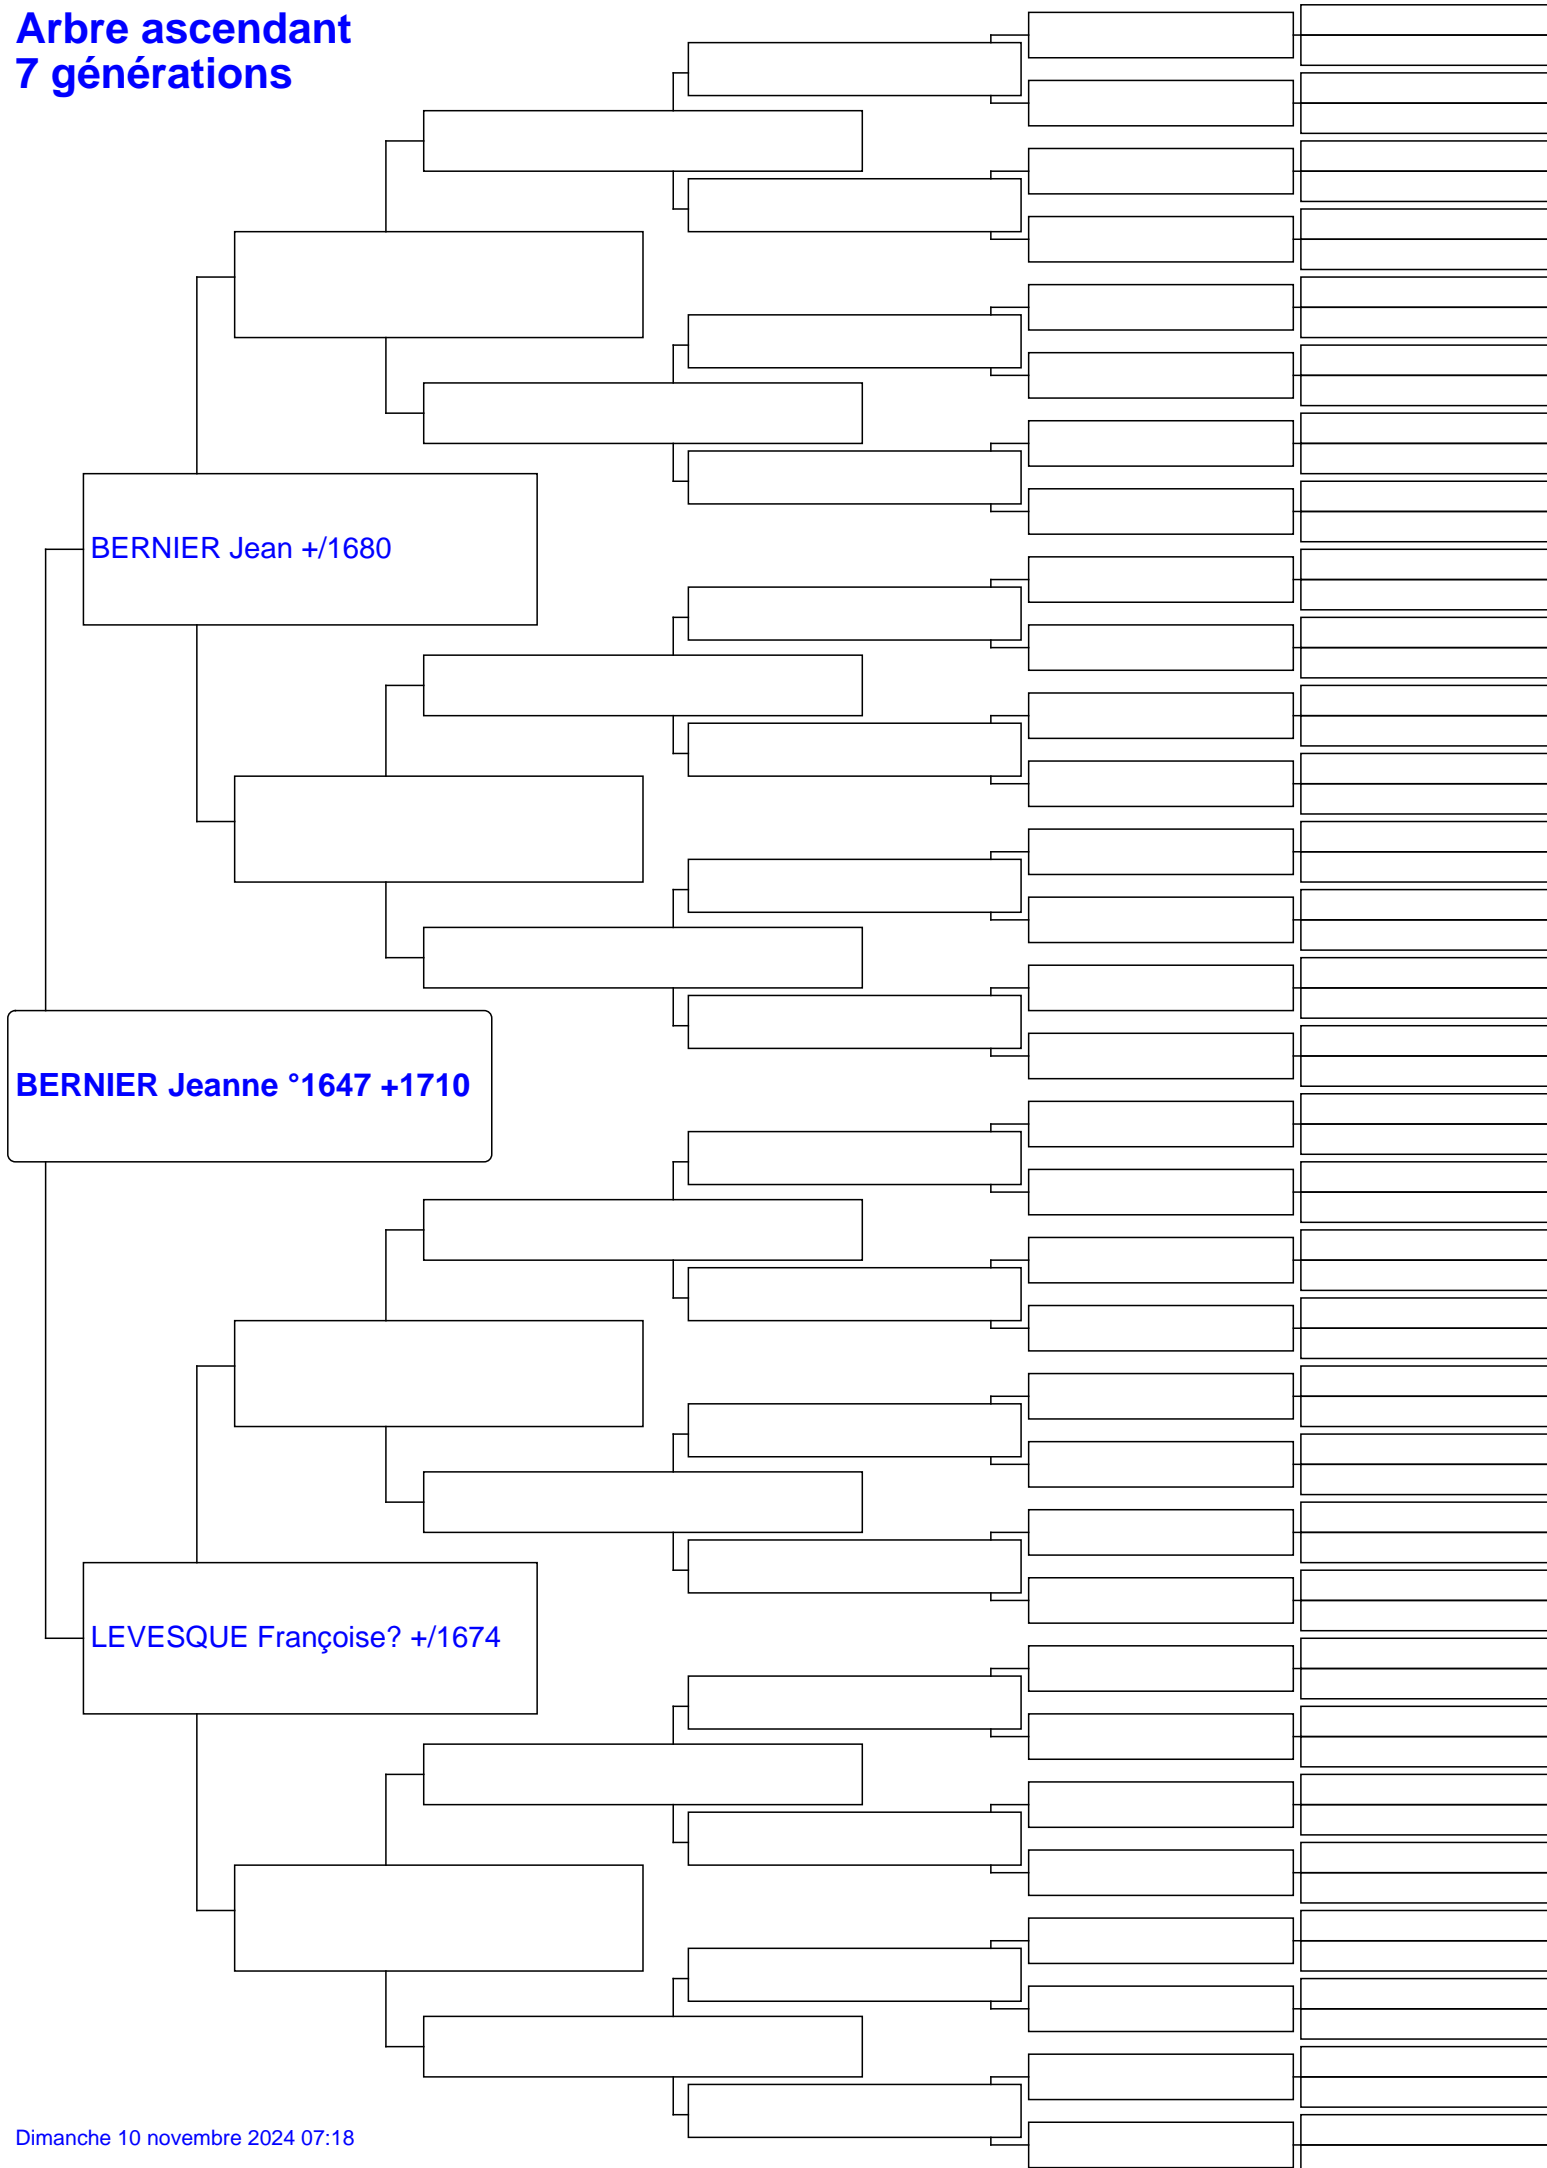 Arbre ascendant
7 générations
BERNIER Jean +/1680
BERNIER Jeanne °1647 +1710
LEVESQUE Françoise? +/1674
Dimanche 10 novembre 2024 07:18